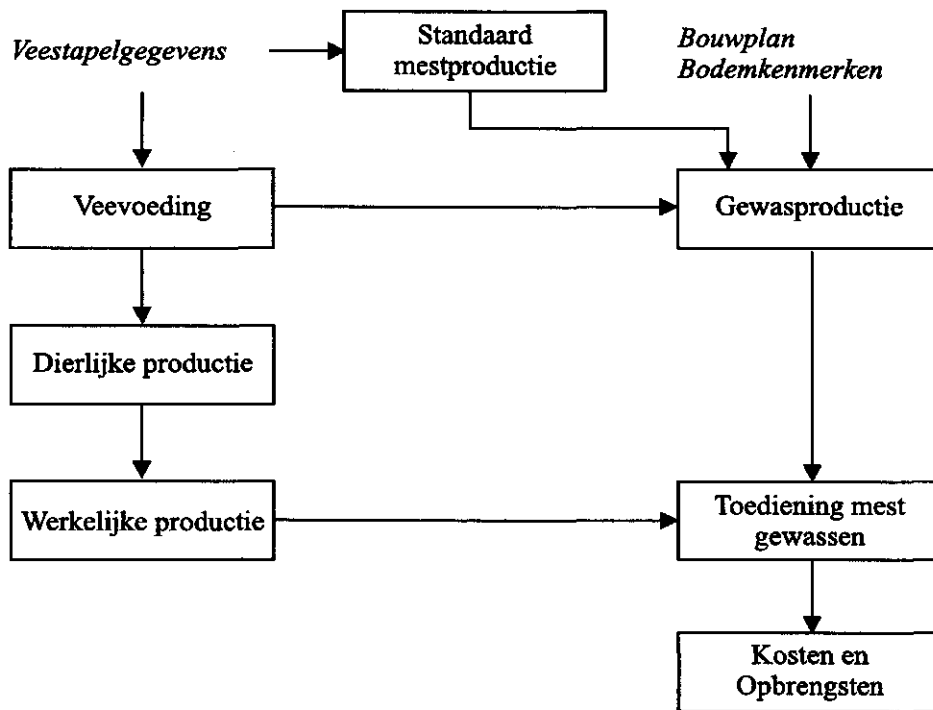 Veestapelgegevens
Standaard
mestproductie
Bouwplan
Bodemkenmerken
Veevoeding
Gewasproductie
Dierlijke productie
Werkelijke productie
Toediening mest
gewassen
Kosten en
Opbrengsten